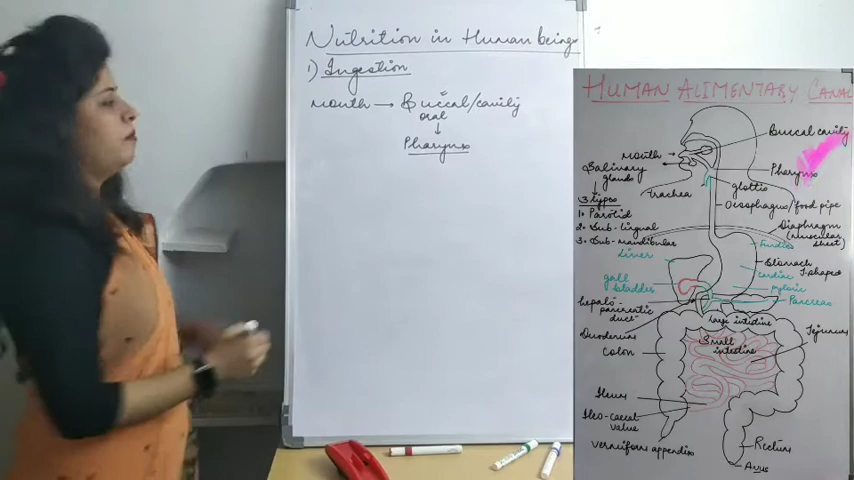 Nutrition in Human beings
1) Ingestion
Mouth → Buccal/cavity
oral
↓
Pharynx
HUMAN ALIMENTARY CANAL
Buccal cavity
Mouth →
Salivary glands
Pharynx
glottis
trachea
Oesophagus/food pipe
3 types
1. Parotid
2. Sub-lingual
3. Sub-mandibular
Diaphragm
(muscular
sheet)
Fundic
Liver
Stomach
J-shaped
cardiac
gall
bladder
pyloric
Pancreas
hepato-
pancreatic
duct
Large intestine
Duodenum
Jejunum
Small
intestine
Colon
Ileum
Ileo-caecal
valve
Vermiform appendix
Rectum
Anus